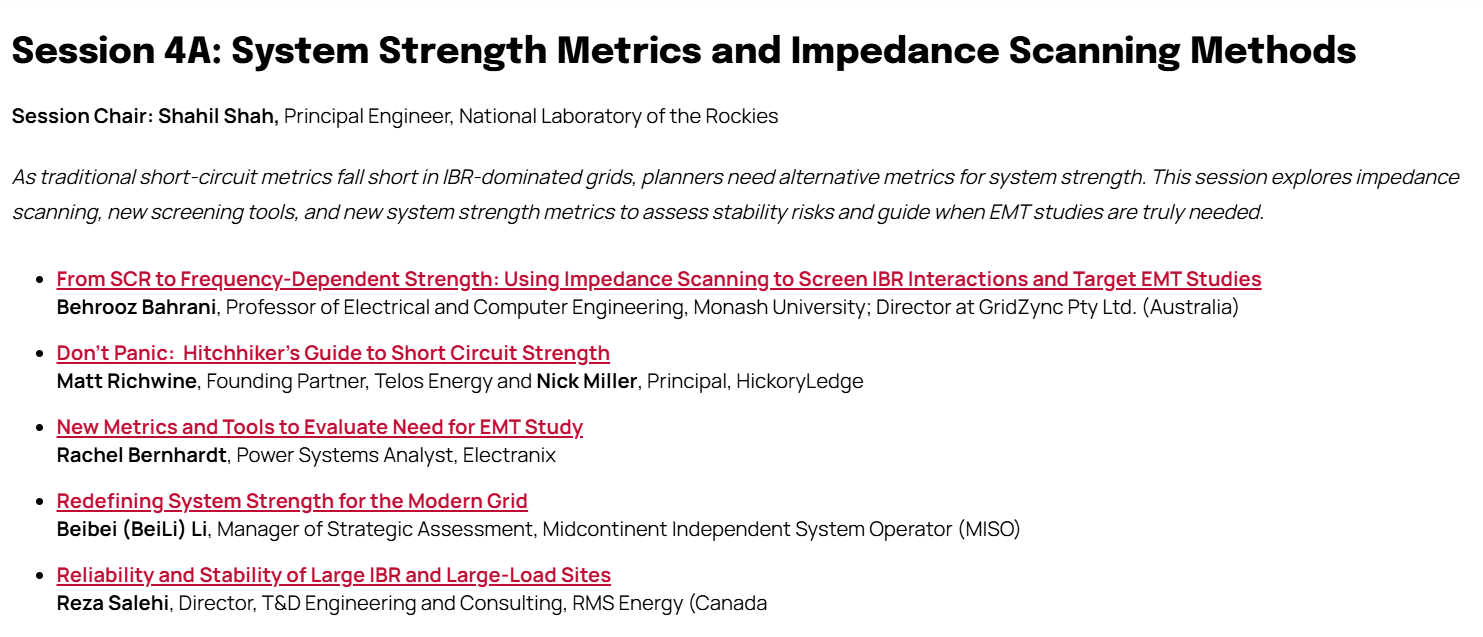 Session 4A: System Strength Metrics and Impedance Scanning Methods
Session Chair: Shahil Shah, Principal Engineer, National Laboratory of the Rockies
As traditional short-circuit metrics fall short in IBR-dominated grids, planners need alternative metrics for system strength. This session explores impedance
scanning, new screening tools, and new system strength metrics to assess stability risks and guide when EMT studies are truly needed.
• From SCR to Frequency-Dependent Strength: Using Impedance Scanning to Screen IBR Interactions and Target EMT Studies
Behrooz Bahrani, Professor of Electrical and Computer Engineering, Monash University; Director at GridZync Pty Ltd. (Australia)
• Don’t Panic:  Hitchhiker’s Guide to Short Circuit Strength
Matt Richwine, Founding Partner, Telos Energy and Nick Miller, Principal, HickoryLedge
• New Metrics and Tools to Evaluate Need for EMT Study
Rachel Bernhardt, Power Systems Analyst, Electranix
• Redefining System Strength for the Modern Grid
Beibei (BeiLi) Li, Manager of Strategic Assessment, Midcontinent Independent System Operator (MISO)
• Reliability and Stability of Large IBR and Large-Load Sites
Reza Salehi, Director, T&D Engineering and Consulting, RMS Energy (Canada